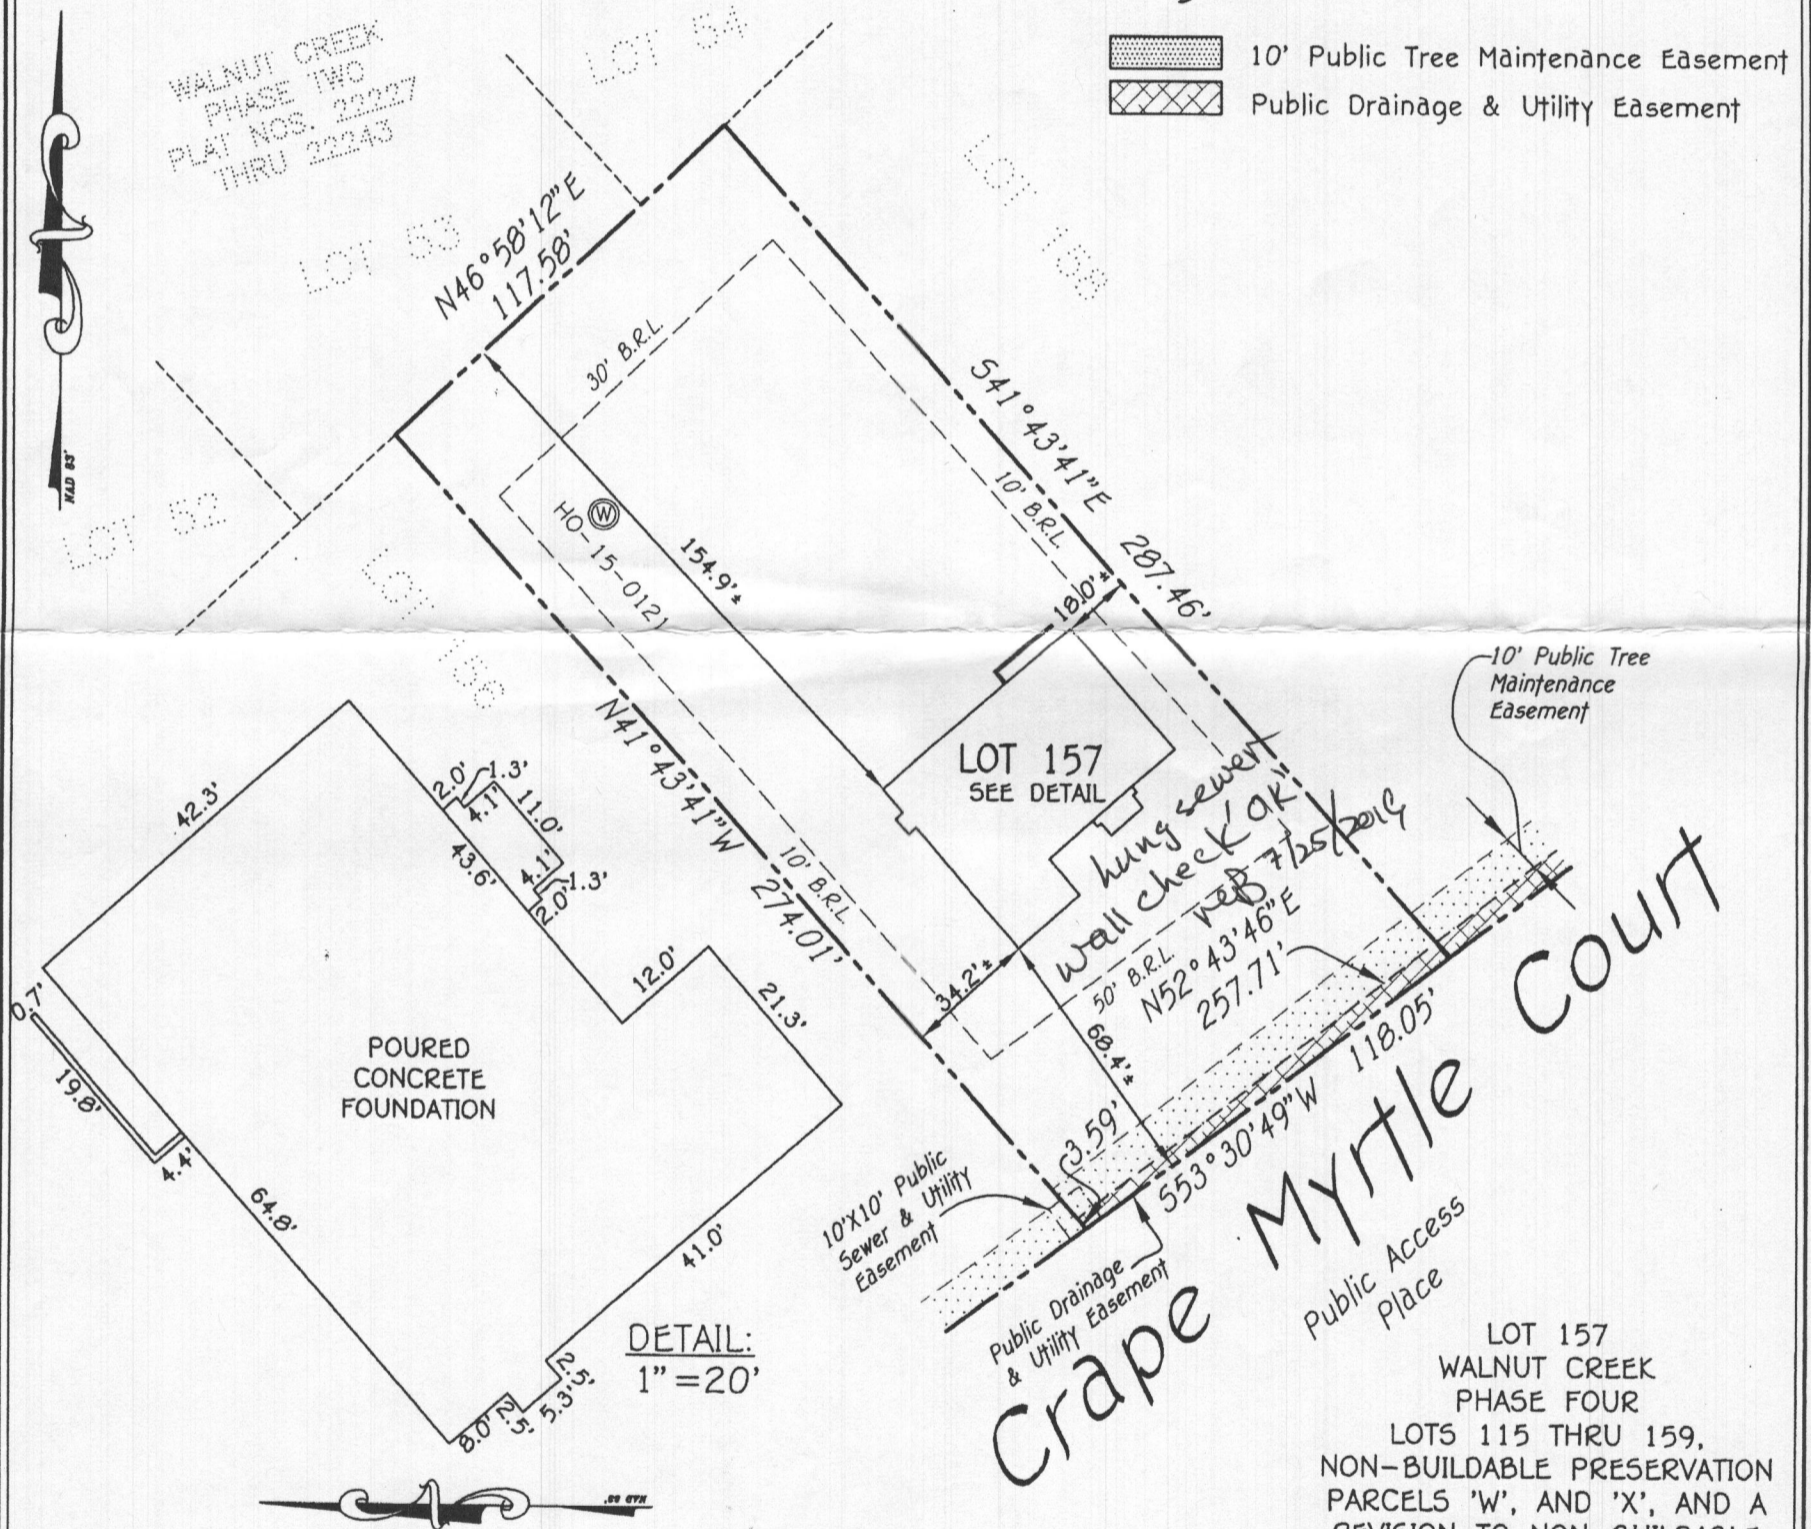 10' Public Tree Maintenance Easement
Public Drainage & Utility Easement
WALNUT CREEK
PHASE TWO
PLAT NOS. 22227
THRU 22243
LOT 54
LOT 53
LOT 158
LOT 52
LOT 156
NAD 83'
N46°58'12"E
117.58'
30' B.R.L.
S41°43'41"E
287.46'
10' B.R.L.
W
HO-15-0121
154.9'±
18.0'±
10' Public Tree
Maintenance
Easement
LOT 157
SEE DETAIL
hung sewer
wall check 'OK'
7/25/2019
N41°43'41"W
274.01'
10' B.R.L.
34.2'±
50' B.R.L.
N52°43'46"E
257.71'
68.4'±
118.05'
S53°30'49"W
3.59'
10'X10' Public
Sewer & Utility
Easement
Public Drainage
& Utility Easement
Crape Myrtle Court
Public Access
Place
42.3'
2.0'
1.3'
4.1'
11.0'
43.6'
4.1'
1.3'
2.0'
12.0'
21.3'
0.7'
19.8'
4.4'
64.8'
POURED
CONCRETE
FOUNDATION
41.0'
2.5'
5.3'
2.5'
8.0'
DETAIL:
1"=20'
NAD 83'
LOT 157
WALNUT CREEK
PHASE FOUR
LOTS 115 THRU 159,
NON-BUILDABLE PRESERVATION
PARCELS 'W', AND 'X', AND A